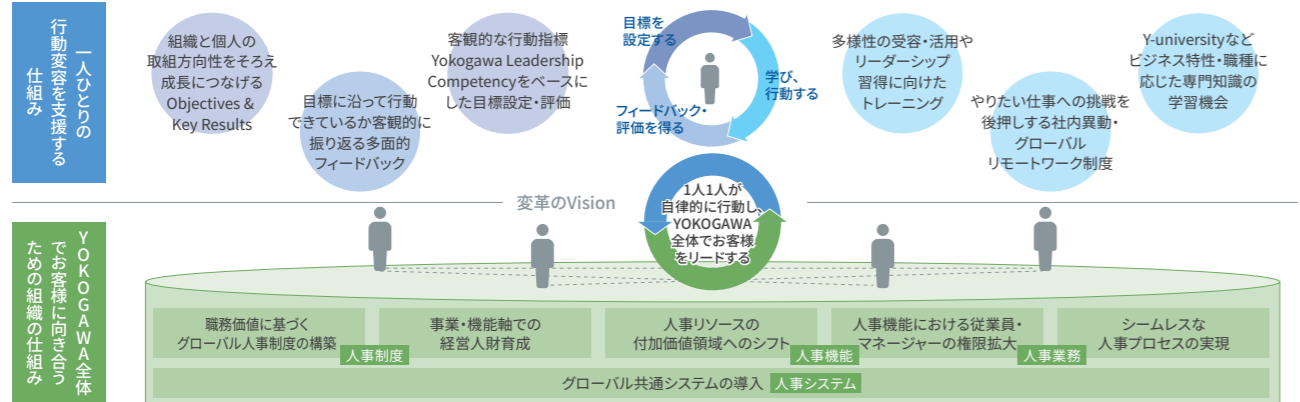 一人ひとりの
行動変容を支援する
仕組み
組織と個人の
取組方向性をそろえ
成長につなげる
Objectives &
Key Results
目標に沿って行動
できているか客観的に
振り返る多面的
フィードバック
客観的な行動指標
Yokogawa Leadership
Competencyをベースに
した目標設定・評価
目標を
設定する
学び、
行動する
フィードバック・
評価を得る
多様性の受容・活用や
リーダーシップ
習得に向けた
トレーニング
やりたい仕事への挑戦を
後押しする社内異動・
グローバル
リモートワーク制度
Y-universityなど
ビジネス特性・職種に
応じた専門知識の
学習機会
変革のVision
1人1人が
自律的に行動し、
YOKOGAWA
全体でお客様
をリードする
YOKOGAWA全体
でお客様に向き合う
ための組織の仕組み
職務価値に基づく
グローバル人事制度の構築
事業・機能軸での
経営人財育成
人事制度
人事リソースの
付加価値領域へのシフト
人事機能における従業員・
マネージャーの権限拡大
人事機能
シームレスな
人事プロセスの実現
人事業務
グローバル共通システムの導入 人事システム